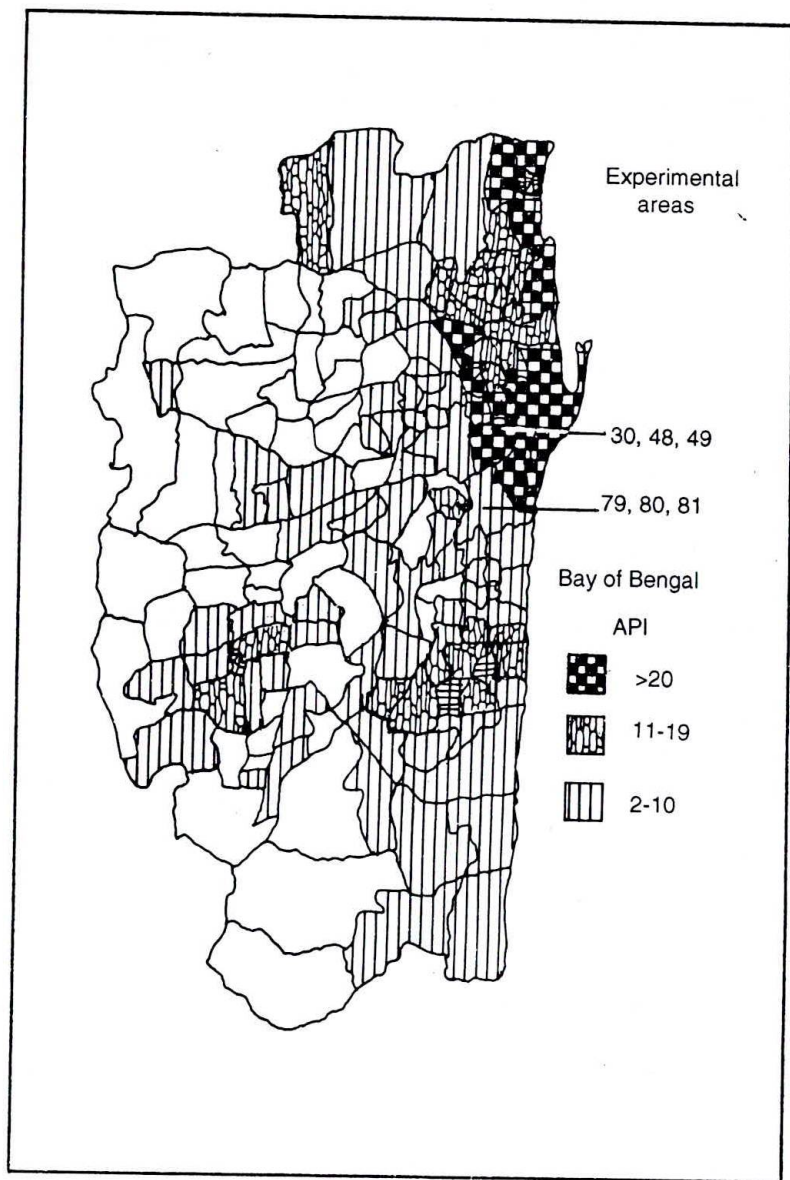 Experimental
areas
30, 48, 49
79, 80, 81
Bay of Bengal
API
>20
11-19
2-10